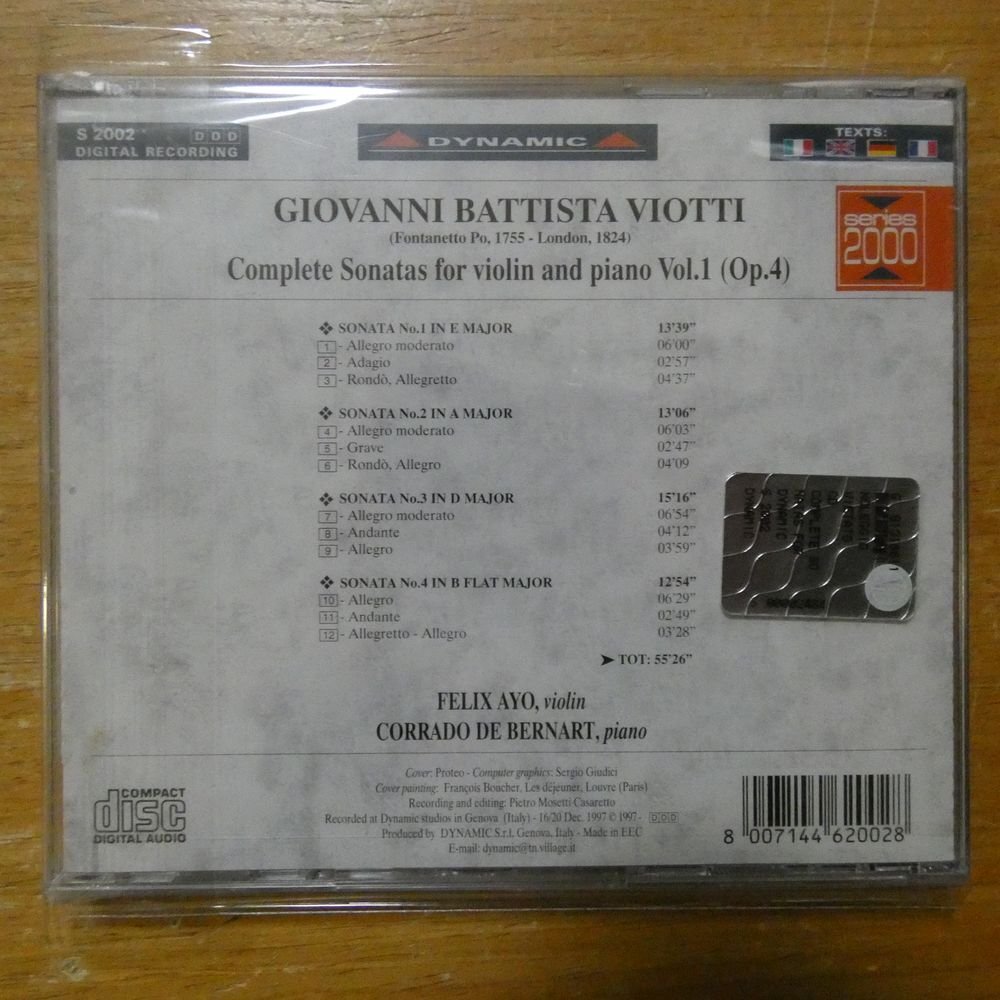 S 2002 DDD
DIGITAL RECORDING
DYNAMIC
TEXTS:
GIOVANNI BATTISTA VIOTTI
(Fontanetto Po, 1755 - London, 1824)
Complete Sonatas for violin and piano Vol.1 (Op.4)
series
2000
❖ SONATA No.1 IN E MAJOR 13'39”
1 - Allegro moderato 06'00”
2 - Adagio 02'57”
3 - Rondò, Allegretto 04'37”
❖ SONATA No.2 IN A MAJOR 13'06”
4 - Allegro moderato 06'03”
5 - Grave 02'47”
6 - Rondò, Allegro 04'09
❖ SONATA No.3 IN D MAJOR 15'16”
7 - Allegro moderato 06'54”
8 - Andante 04'12”
9 - Allegro 03'59”
❖ SONATA No.4 IN B FLAT MAJOR 12'54”
10 - Allegro 06'29”
11 - Andante 02'49”
12 - Allegretto - Allegro 03'28”
➤ TOT: 55'26”
FELIX AYO, violin
CORRADO DE BERNART, piano
Cover: Proteo - Computer graphics: Sergio Giudici
Cover painting: François Boucher, Les déjeuner, Louvre (Paris)
Recording and editing: Pietro Mosetti Casaretto
Recorded at Dynamic studios in Genova (Italy) - 16/20 Dec. 1997 © 1997 - DDD
Produced by DYNAMIC S.r.l. Genova, Italy - Made in EEC
E-mail: dynamic@tn.village.it
COMPACT
disc
DIGITAL AUDIO
8 007144 620028
DYNAMIC
S 2002